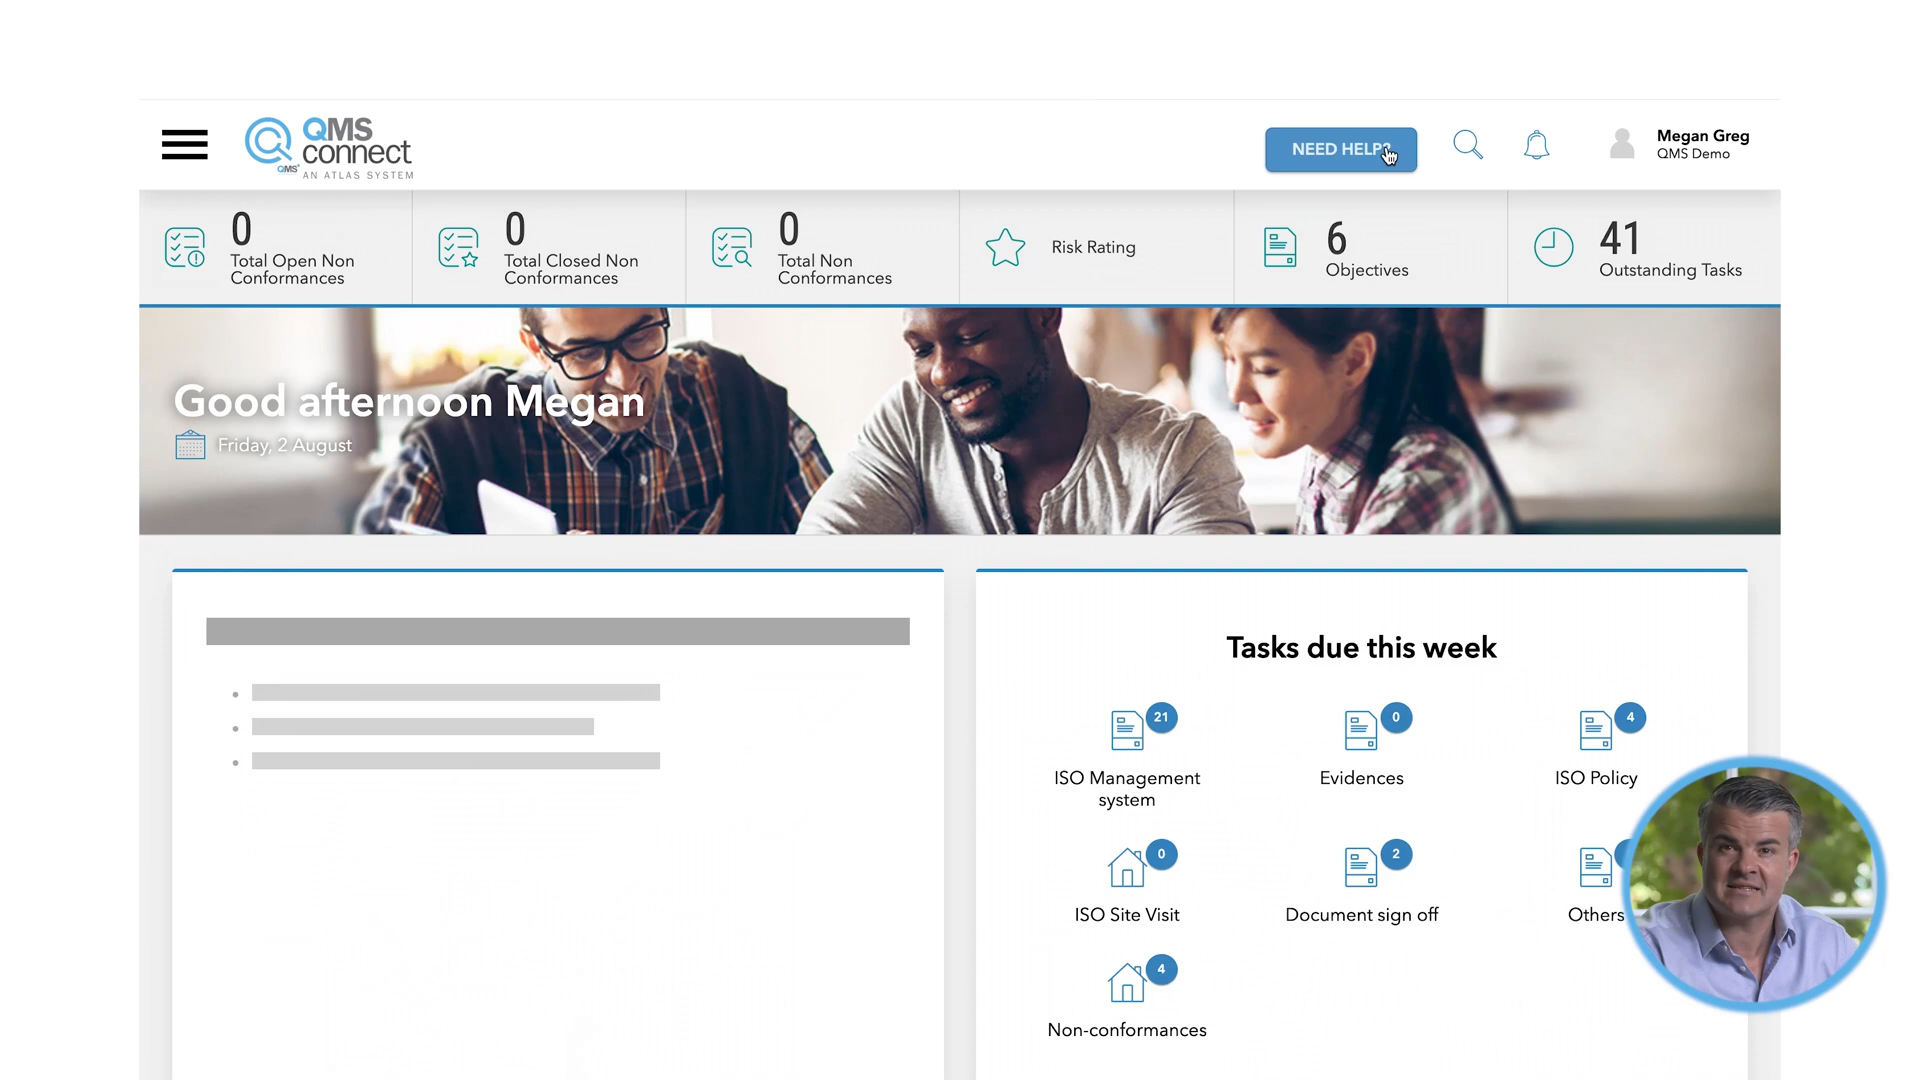 QMS
connect
QMS
AN ATLAS SYSTEM
NEED HELP?
Megan Greg
QMS Demo
0
Total Open Non
Conformances
0
Total Closed Non
Conformances
0
Total Non
Conformances
Risk Rating
6
Objectives
41
Outstanding Tasks
Good afternoon Megan
Friday, 2 August
Tasks due this week
21
ISO Management
system
0
Evidences
4
ISO Policy
0
ISO Site Visit
2
Document sign off
Others
4
Non-conformances